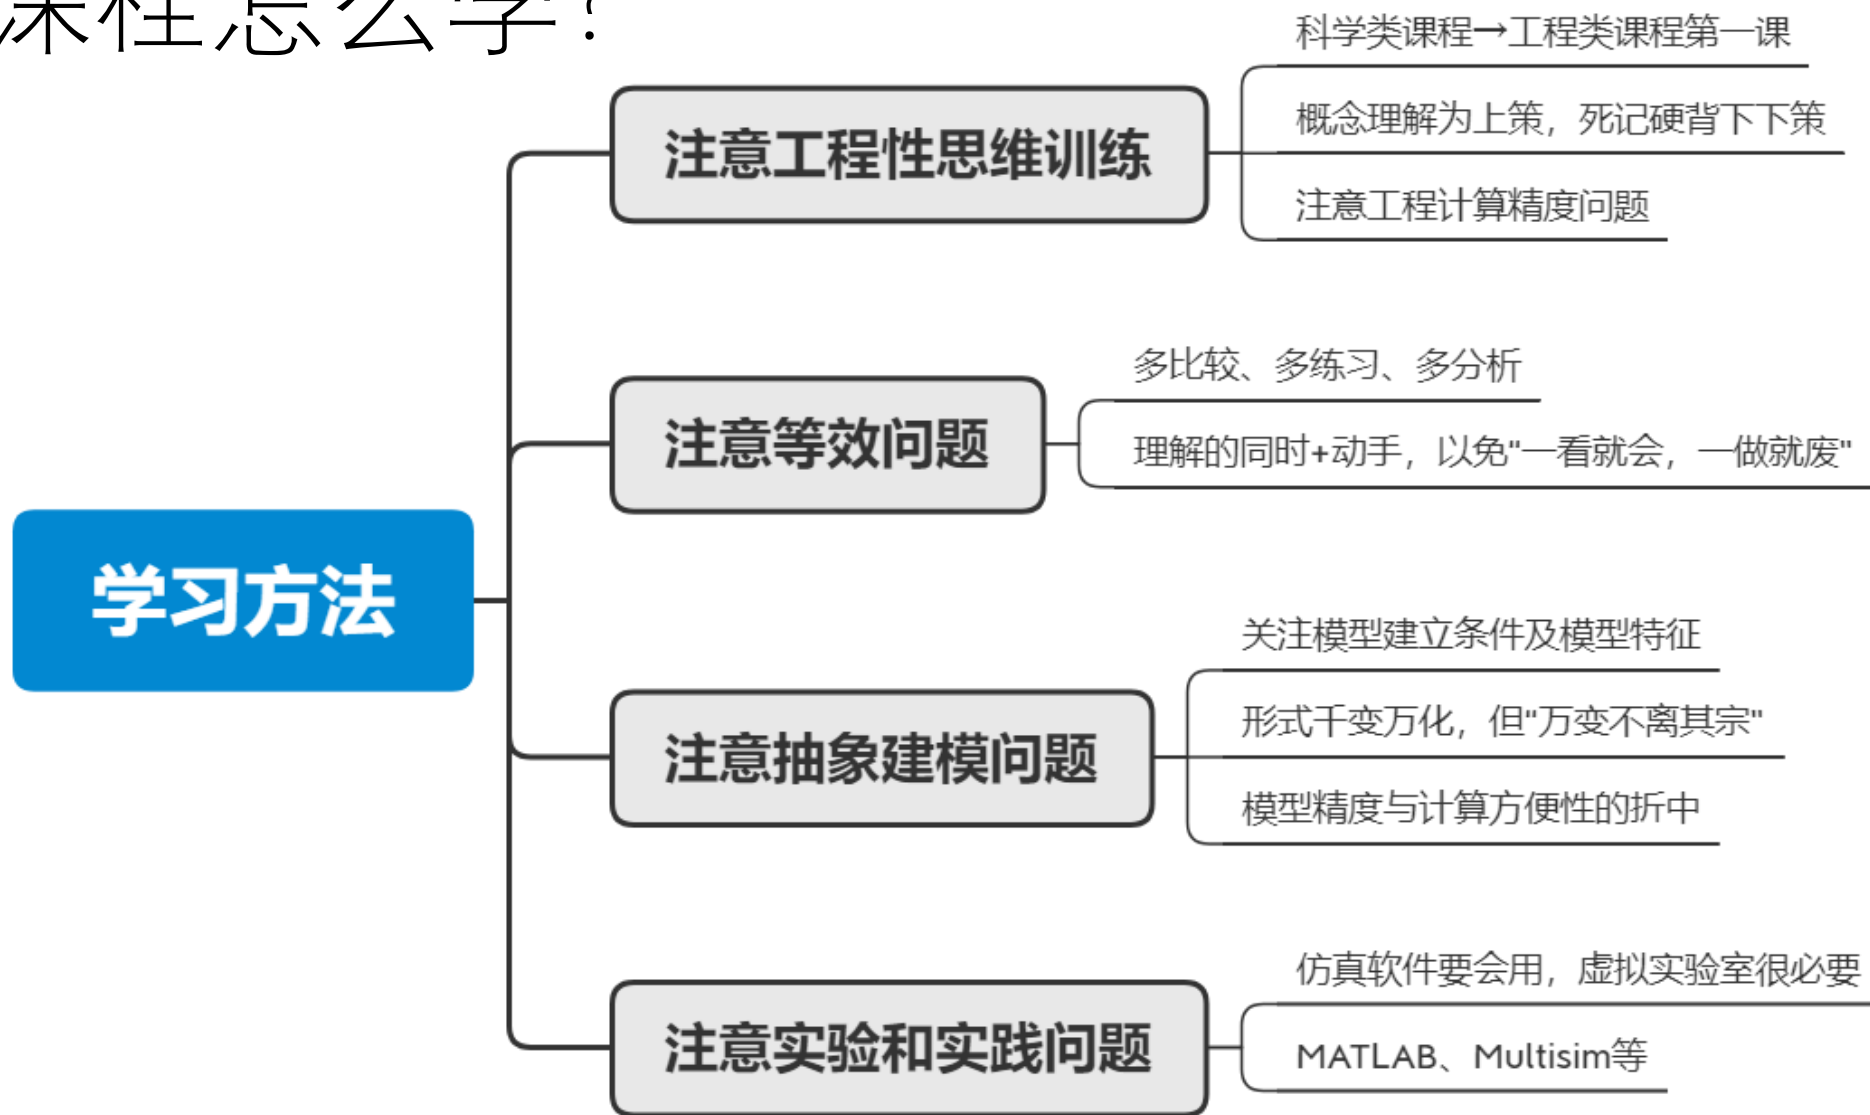 课程怎么学？
科学类课程→工程类课程第一课
注意工程性思维训练
概念理解为上策，死记硬背下下策
注意工程计算精度问题
多比较、多练习、多分析
注意等效问题
理解的同时+动手，以免"一看就会，一做就废"
学习方法
关注模型建立条件及模型特征
注意抽象建模问题
形式千变万化，但"万变不离其宗"
模型精度与计算方便性的折中
仿真软件要会用，虚拟实验室很必要
注意实验和实践问题
MATLAB、Multisim等